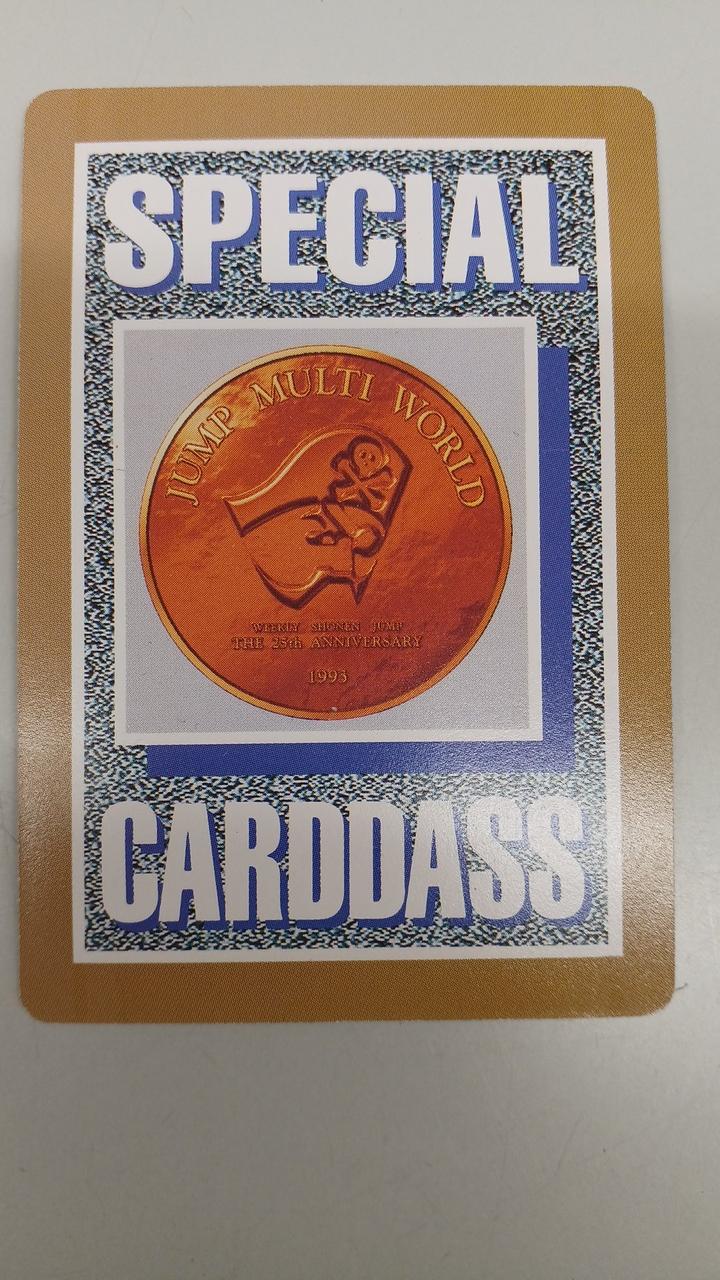 SPECIAL
JUMP MULTI WORLD
WEEKLY SHONEN JUMP
THE 25th ANNIVERSARY
1993
CARDDASS